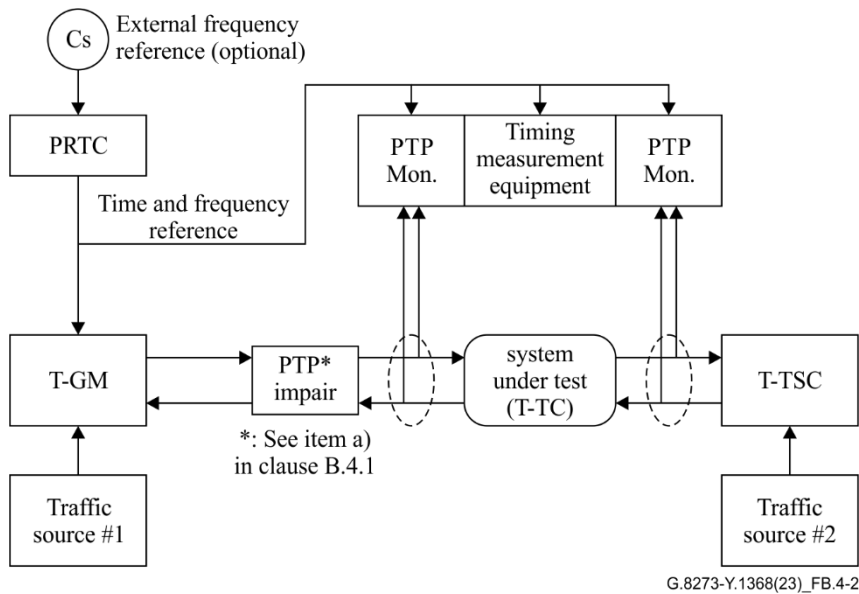 Cs
External frequency
reference (optional)
PRTC
PTP
Mon.
Timing
measurement
equipment
PTP
Mon.
Time and frequency
reference
T-GM
PTP*
impair
system
under test
(T-TC)
T-TSC
*: See item a)
in clause B.4.1
Traffic
source #1
Traffic
source #2
G.8273-Y.1368(23)_FB.4-2